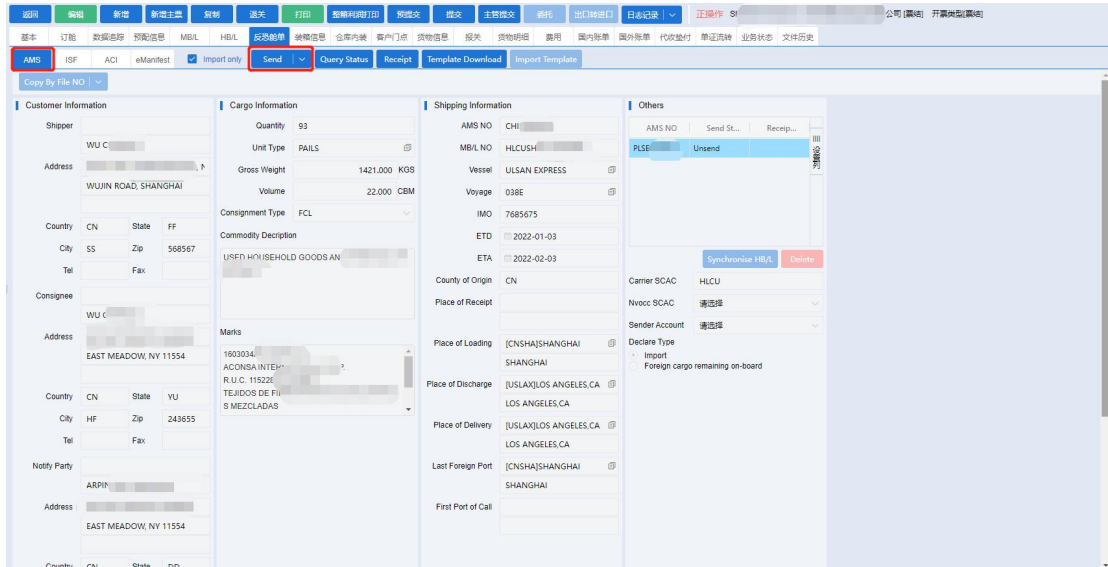 返回 编辑 新增 新增主票 复制 退关 打印 整箱利润打印 预提交 提交 主管提交 委托 出口转进口 日志记录 正操作 公司 [票结] 开票类型[票结]
基本 订舱 数据追踪 预配信息 MB/L HB/L 反恐舱单 装箱信息 仓库内装 客户门点 货物信息 报关 货物明细 费用 国内账单 国外账单 代收垫付 单证流转 业务状态 文件历史
AMS ISF ACI eManifest Import only Send Query Status Receipt Template Download Import Template
Copy By File NO
Customer Information
Shipper
WU C
Address
WUJIN ROAD, SHANGHAI
Country CN State FF
City SS Zip 568567
Tel Fax
Consignee
WU
Address
EAST MEADOW, NY 11554
Country CN State YU
City HF Zip 243655
Tel Fax
Notify Party
ARPIN
Address
EAST MEADOW, NY 11554
Country CN State DD
Cargo Information
Quantity 93
Unit Type PAILS
Gross Weight 1421.000 KGS
Volume 22.000 CBM
Consignment Type FCL
Commodity Decription
USED HOUSEHOLD GOODS AN
Marks
1603034
ACONSA INTE
R.U.C. 11522
TEJIDOS DE FI
S MEZCLADAS
Shipping Information
AMS NO CHI
MB/L NO HLCUSH
Vessel ULSAN EXPRESS
Voyage 038E
IMO 7685675
ETD 2022-01-03
ETA 2022-02-03
County of Origin CN
Place of Receipt
Place of Loading [CNSHA]SHANGHAI
SHANGHAI
Place of Discharge [USLAX]LOS ANGELES,CA
LOS ANGELES,CA
Place of Delivery [USLAX]LOS ANGELES,CA
LOS ANGELES,CA
Last Foreign Port [CNSHA]SHANGHAI
SHANGHAI
First Port of Call
Others
AMS NO Send St... Receip...
PLSE Unsend
设置列
Synchronise HB/L Delete
Carrier SCAC HLCU
Nvocc SCAC 请选择
Sender Account 请选择
Declare Type
Import
Foreign cargo remaining on-board